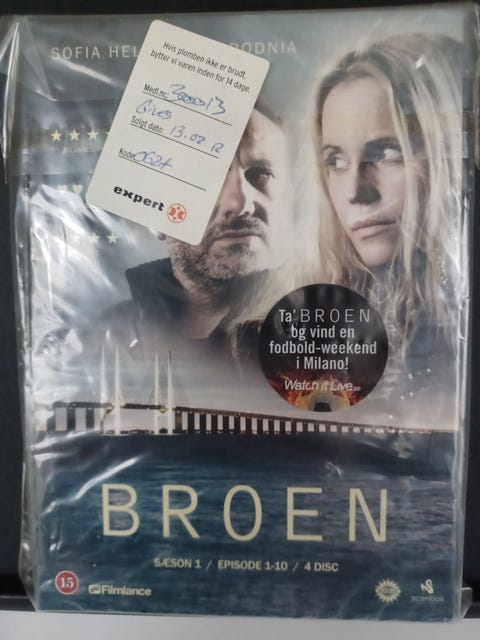 SOFIA HEL
BODNIA
Hvis plomben ikke er brudt,
bytter vi varen inden for 14 dage.
Medl.nr.
Solgt dato: 13.02.12
Kode:
expert
Ta' BROEN
og vind en
fodbold-weekend
i Milano!
Watch it Live.se
BROEN
SÆSON 1 / EPISODE 1-10 / 4 DISC
15
Filmlance
scanbox